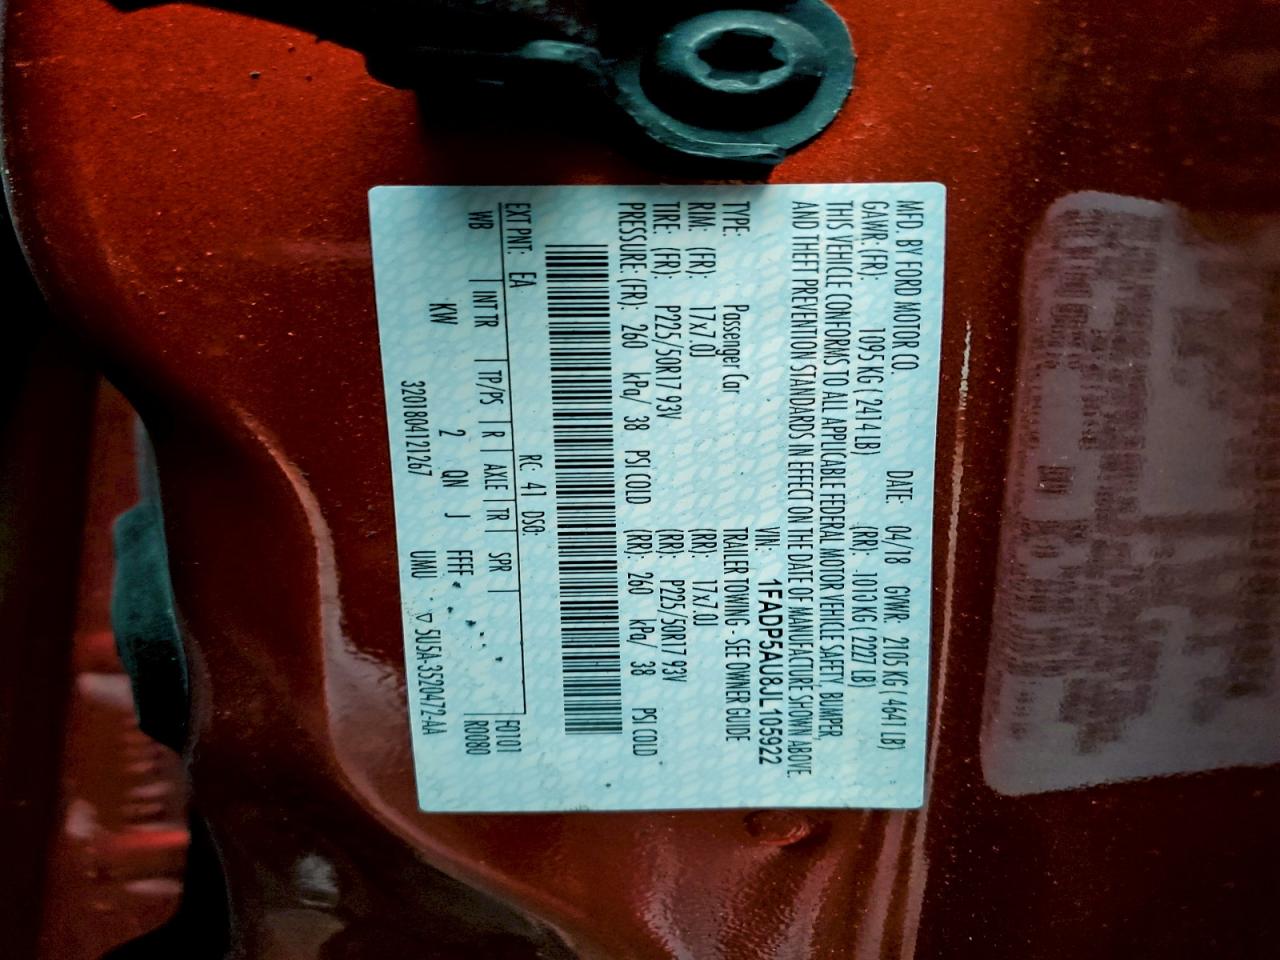 MFD. BY FORD MOTOR CO. DATE: 04/18 GVWR: 2105 KG ( 4641 LB)
GAWR: (FR): 1095 KG ( 2414 LB) (RR): 1013 KG ( 2227 LB)
THIS VEHICLE CONFORMS TO ALL APPLICABLE FEDERAL MOTOR VEHICLE SAFETY, BUMPER,
AND THEFT PREVENTION STANDARDS IN EFFECT ON THE DATE OF MANUFACTURE SHOWN ABOVE.
VIN: 1FADP5AU8JL105922
TYPE: Passenger Car TRAILER TOWING - SEE OWNER GUIDE
RIM: (FR): 17x7.0J (RR): 17x7.0J
TIRE: (FR): P225/50R17 93V (RR): P225/50R17 93V
PRESSURE: (FR): 260 kPa/ 38 PSI COLD (RR): 260 kPa/ 38 PSI COLD
EXT PNT: EA RC: 41 DSO: F0101
WB | INT TR | TP/PS | R | AXLE | TR | SPR | R0080
KW 2 QN J FFFF
3201804121267 UMU ▽ 5U5A-3520472-AA